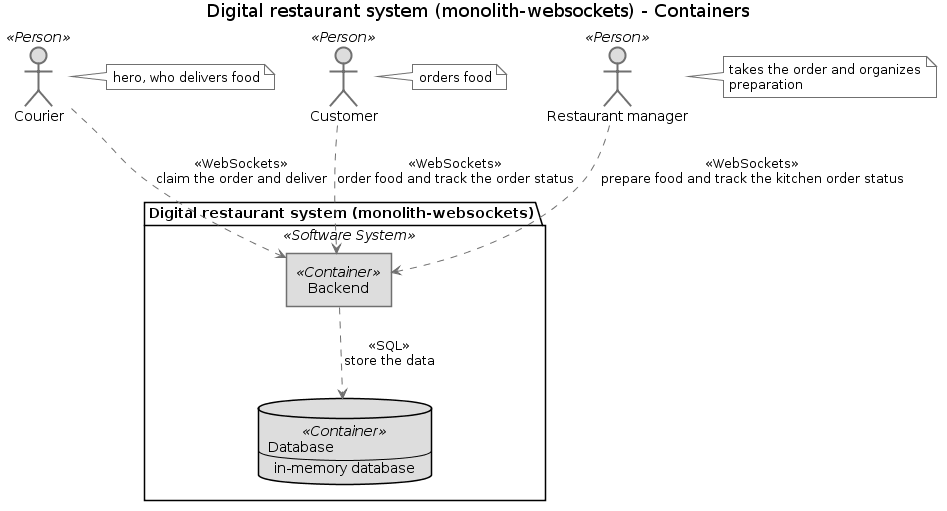 Digital restaurant system (monolith-websockets) - Containers
«Person»
Courier
hero, who delivers food
«Person»
Customer
orders food
«Person»
Restaurant manager
takes the order and organizes
preparation
«WebSockets»
claim the order and deliver
«WebSockets»
order food and track the order status
«WebSockets»
prepare food and track the kitchen order status
Digital restaurant system (monolith-websockets)
«Software System»
«Container»
Backend
«SQL»
store the data
«Container»
Database
in-memory database